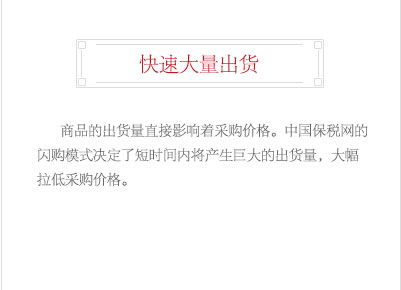 快速大量出货
商品的出货量直接影响着采购价格。中国保税网的
闪购模式决定了短时间内将产生巨大的出货量，大幅
拉低采购价格。